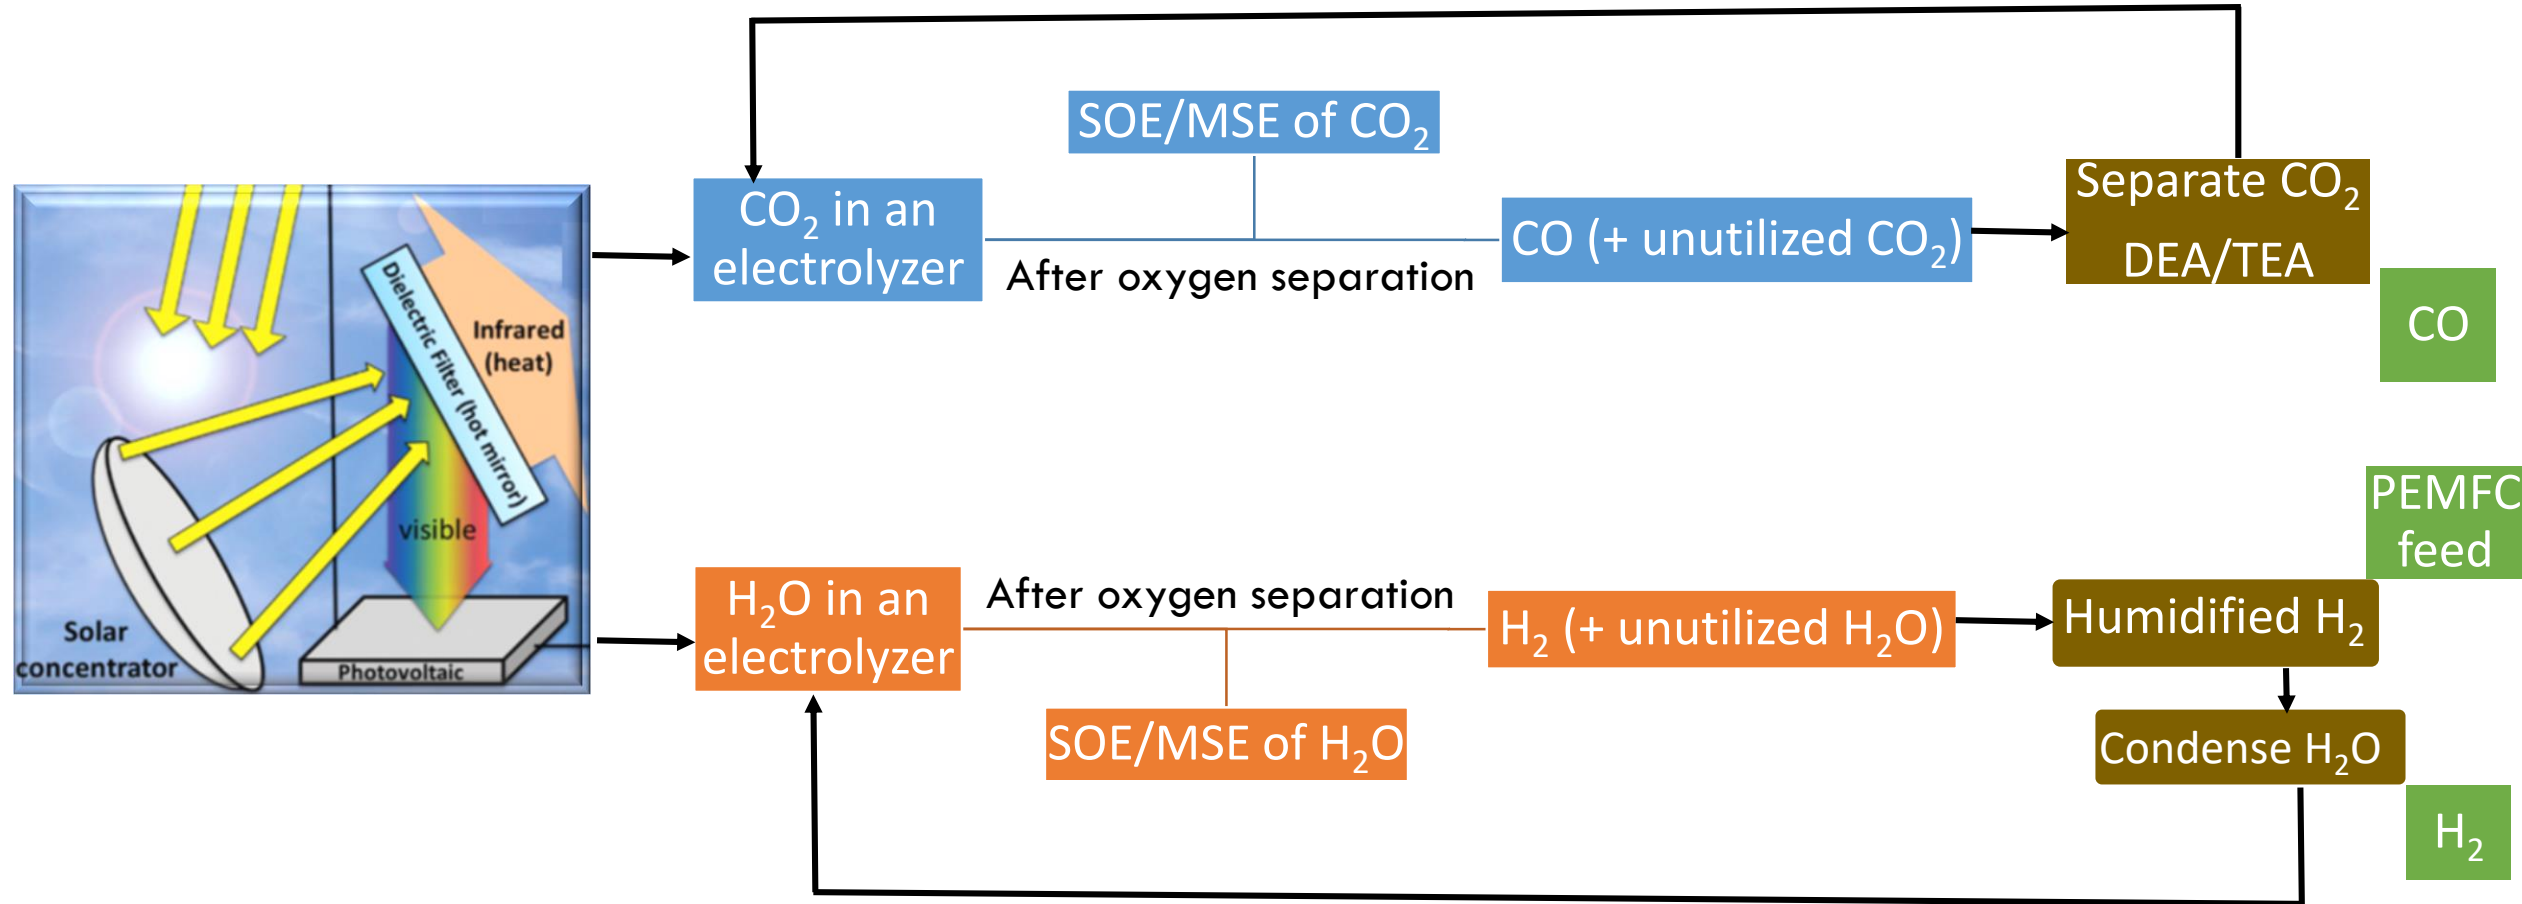 SOE/MSE of CO₂
CO₂ in an
electrolyzer
After oxygen separation
CO (+ unutilized CO₂)
Separate CO₂
DEA/TEA
CO
Dielectric Filter (hot mirror)
Infrared
(heat)
visible
Solar
concentrator
Photovoltaic
H₂O in an
electrolyzer
After oxygen separation
SOE/MSE of H₂O
H₂ (+ unutilized H₂O)
PEMFC
feed
Humidified H₂
Condense H₂O
H₂